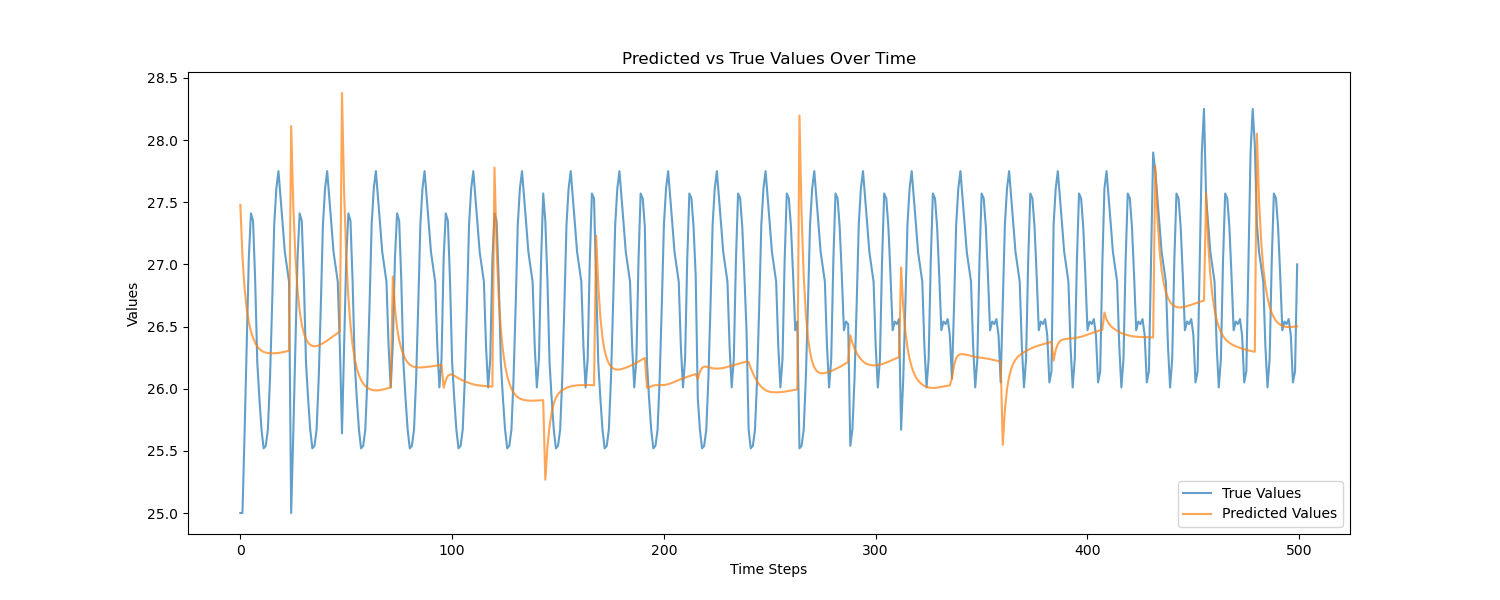 Predicted vs True Values Over Time
28.5
28.0
27.5
27.0
26.5
26.0
25.5
25.0
Values
0
100
200
300
400
500
Time Steps
True Values
Predicted Values